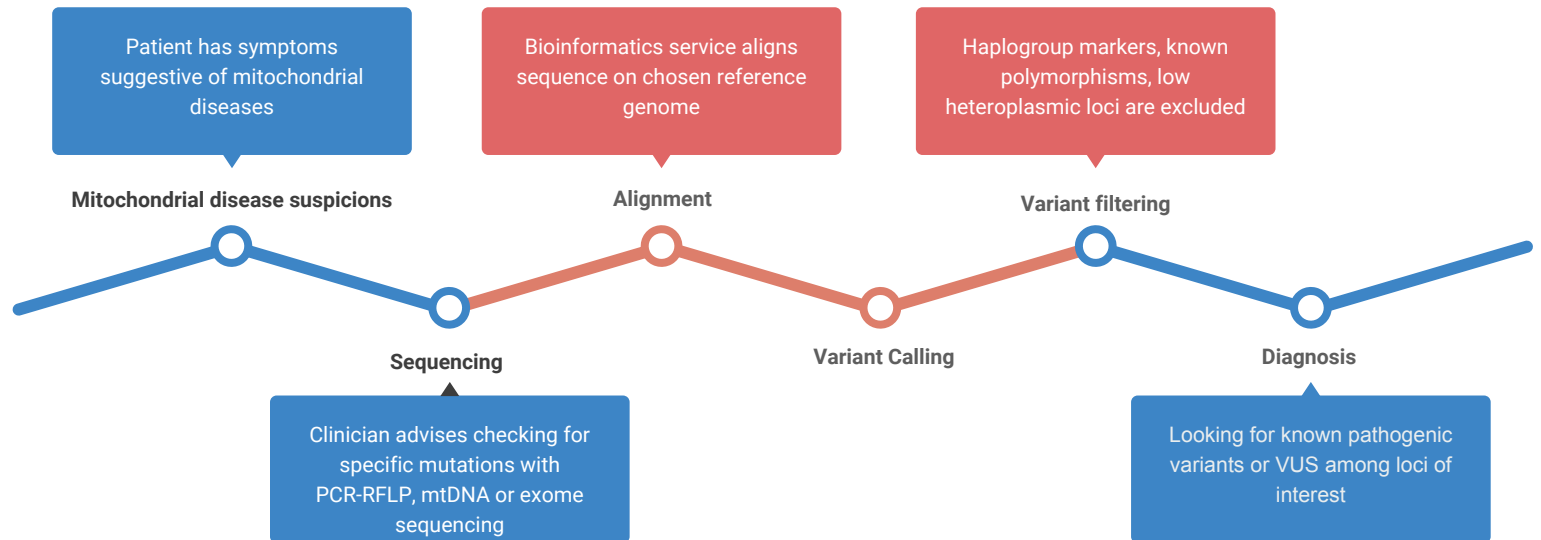 Patient has symptoms
suggestive of mitochondrial
diseases
Mitochondrial disease suspicions
Sequencing
Clinician advises checking for
specific mutations with
PCR-RFLP, mtDNA or exome
sequencing
Bioinformatics service aligns
sequence on chosen reference
genome
Alignment
Variant Calling
Haplogroup markers, known
polymorphisms, low
heteroplasmic loci are excluded
Variant filtering
Diagnosis
Looking for known pathogenic
variants or VUS among loci of
interest